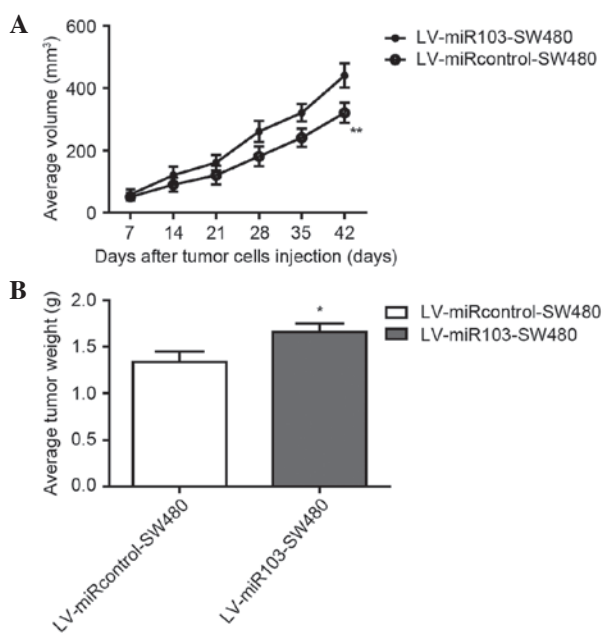 A
Average volume (mm³)
600
400
200
0
7 14 21 28 35 42
Days after tumor cells injection (days)
LV-miR103-SW480
LV-miRcontrol-SW480
**
B
Average tumor weight (g)
2.0
1.5
1.0
0.5
0.0
*
LV-miRcontrol-SW480
LV-miR103-SW480
LV-miRcontrol-SW480
LV-miR103-SW480